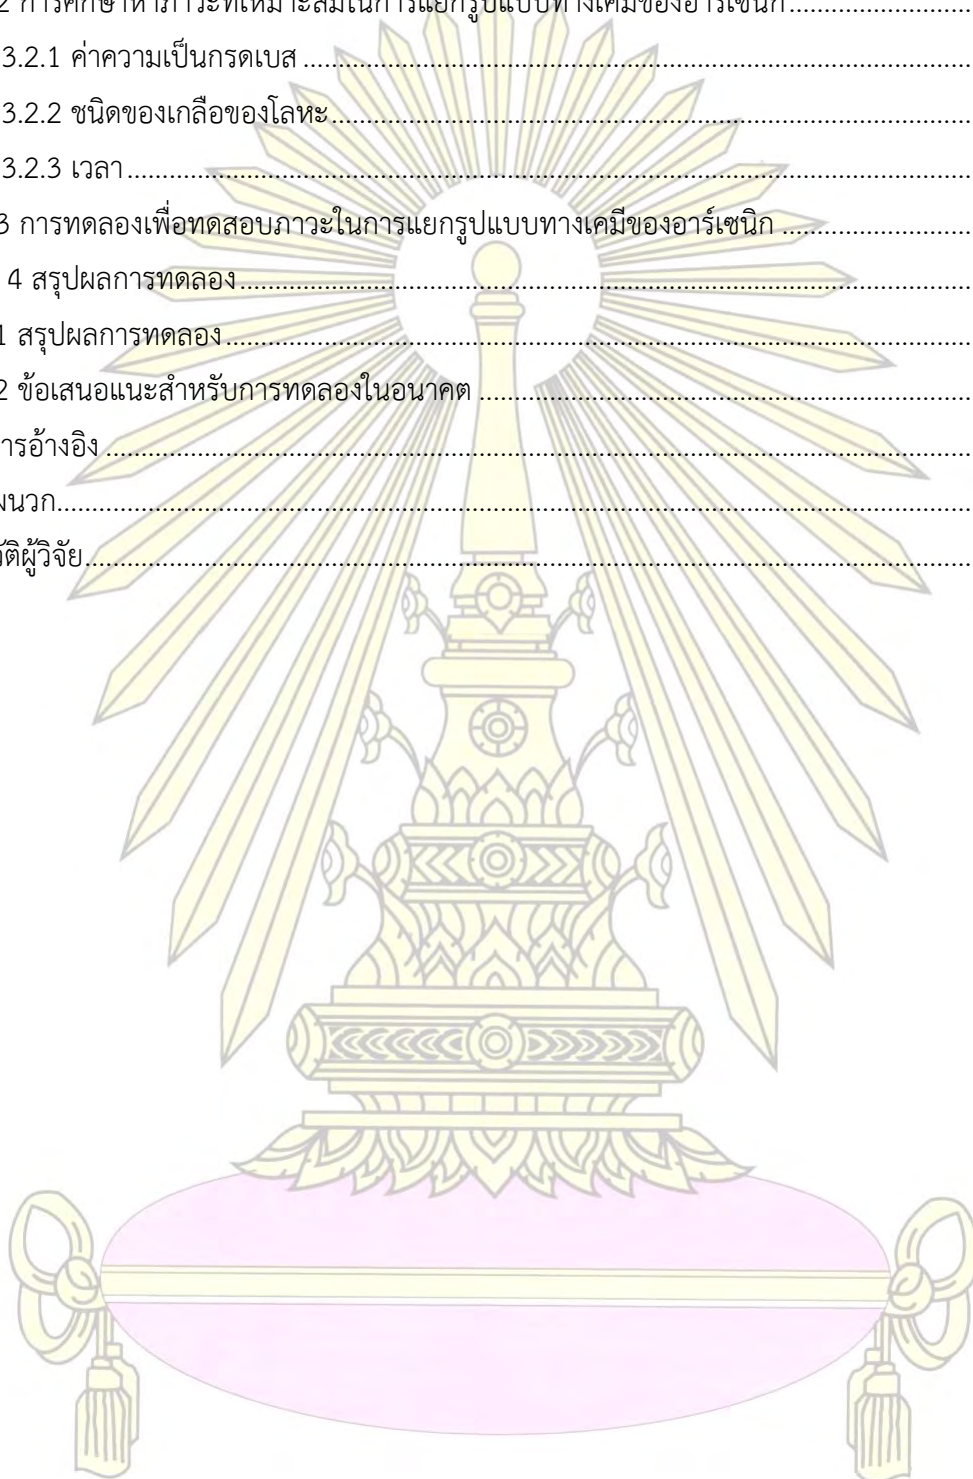 2 การศึกษาหาภาวะที่เหมาะสมในการแยกรูปแบบทางเคมีของอาร์เซนิก
3.2.1 ค่าความเป็นกรดเบส
3.2.2 ชนิดของเกลือของโลหะ
3.2.3 เวลา
3 การทดลองเพื่อทดสอบภาวะในการแยกรูปแบบทางเคมีของอาร์เซนิก
4 สรุปผลการทดลอง
1 สรุปผลการทดลอง
2 ข้อเสนอแนะสำหรับการทดลองในอนาคต
การอ้างอิง
ผนวก
วัติผู้วิจัย